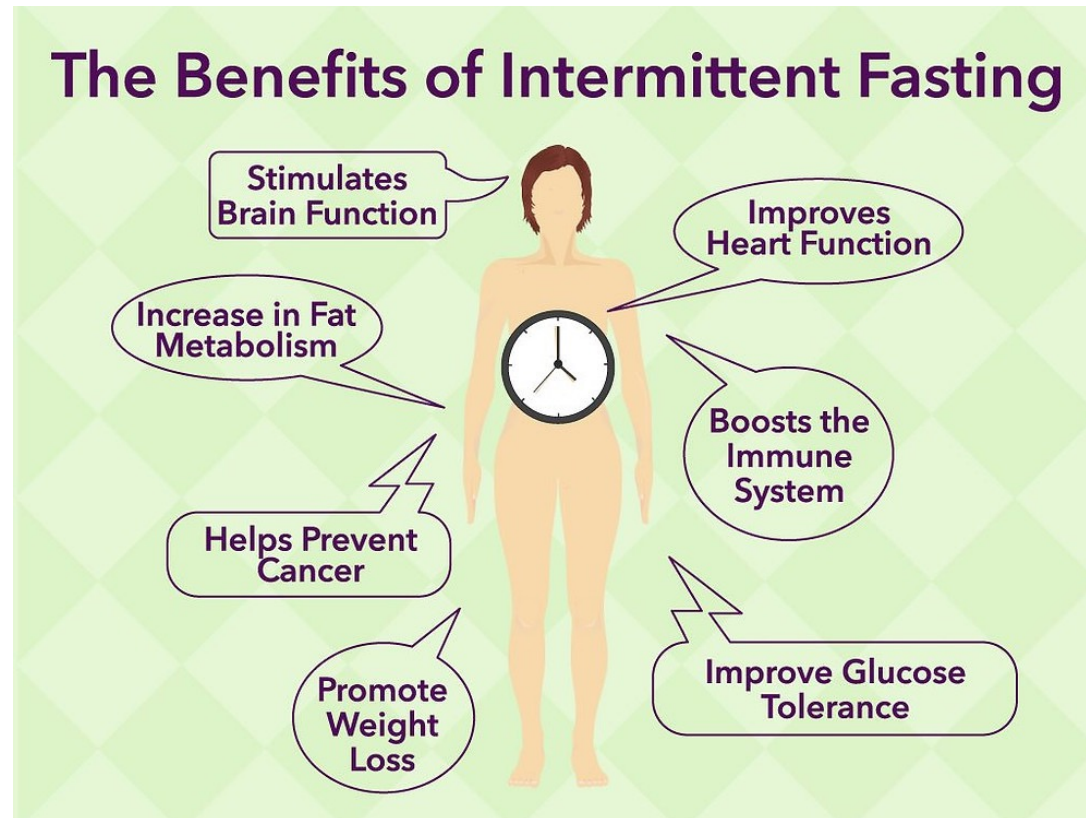 The Benefits of Intermittent Fasting
Stimulates
Brain Function
Improves
Heart Function
Increase in Fat
Metabolism
Boosts the
Immune
System
Helps Prevent
Cancer
Improve Glucose
Tolerance
Promote
Weight
Loss